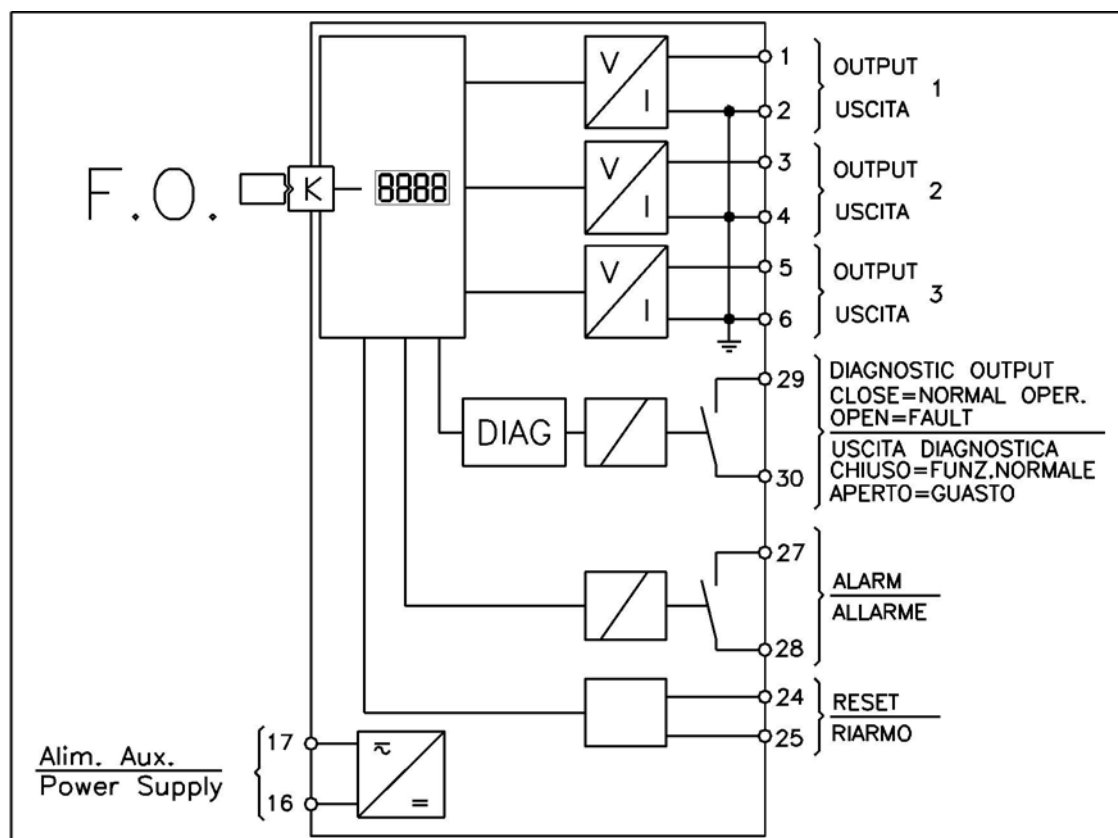 F.O.
K
8888
V
I
1
2
OUTPUT
USCITA
1
V
I
3
4
OUTPUT
USCITA
2
V
I
5
6
OUTPUT
USCITA
3
DIAG
29
30
DIAGNOSTIC OUTPUT
CLOSE=NORMAL OPER.
OPEN=FAULT
USCITA DIAGNOSTICA
CHIUSO=FUNZ.NORMALE
APERTO=GUASTO
27
28
ALARM
ALLARME
24
25
RESET
RIARMO
Alim. Aux.
Power Supply
17
16